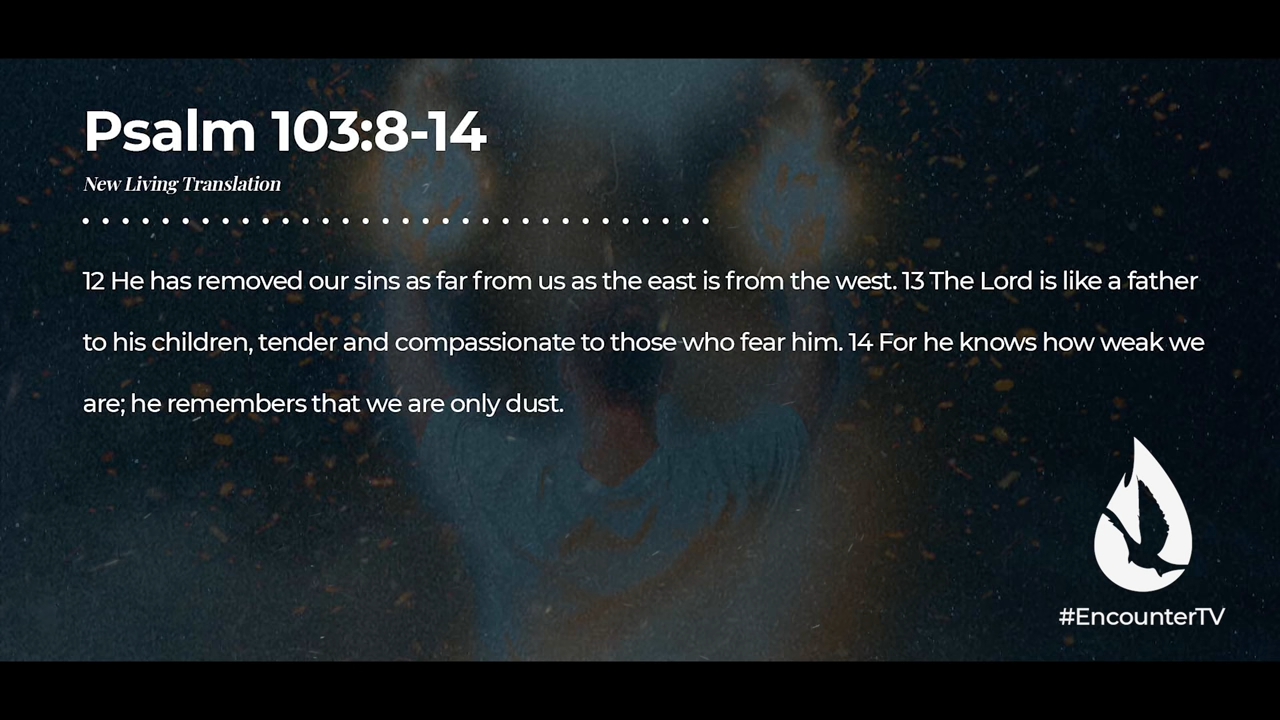 Psalm 103:8-14
New Living Translation
12 He has removed our sins as far from us as the east is from the west. 13 The Lord is like a father
to his children, tender and compassionate to those who fear him. 14 For he knows how weak we
are; he remembers that we are only dust.
#EncounterTV